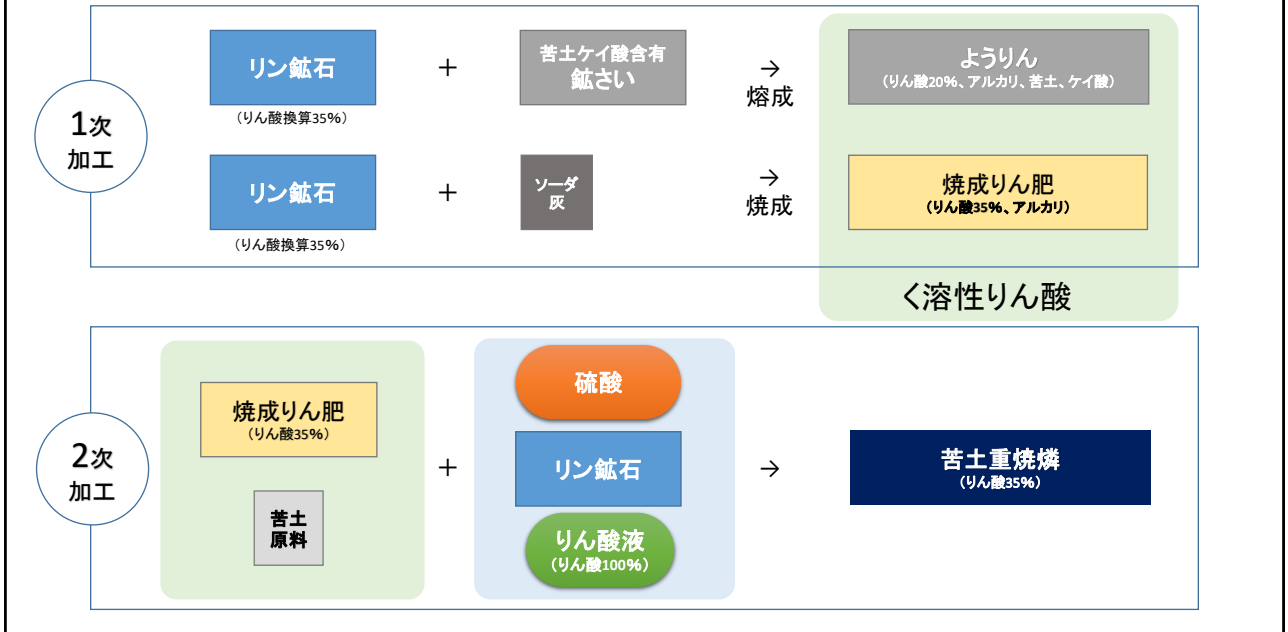 1次
加工
リン鉱石
(りん酸換算35%)
+
苦土ケイ酸含有
鉱さい
→
熔成
ようりん
(りん酸20%、アルカリ、苦土、ケイ酸)
リン鉱石
(りん酸換算35%)
+
ソーダ
灰
→
焼成
焼成りん肥
(りん酸35%、アルカリ)
く溶性りん酸
2次
加工
焼成りん肥
(りん酸35%)
苦土
原料
+
硫酸
リン鉱石
りん酸液
(りん酸100%)
→
苦土重焼燐
(りん酸35%)